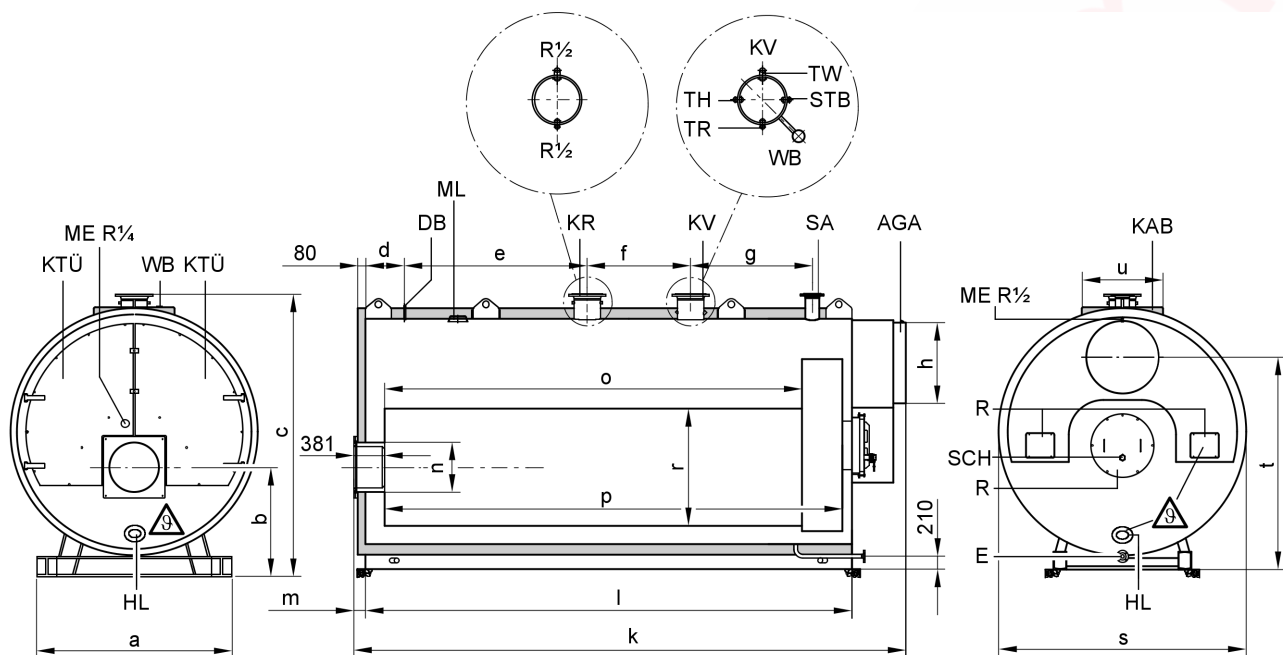 R½
R½
KV
TW
TH
STB
TR
WB
ML
DB
KR
KV
SA
AGA
KAB
ME R¼
KTÜ
WB
KTÜ
80
d
e
f
g
u
ME R½
c
b
HL
a
381
n
o
r
p
h
210
m
l
k
R
SCH
R
E
HL
t
s
ϑ
ϑ